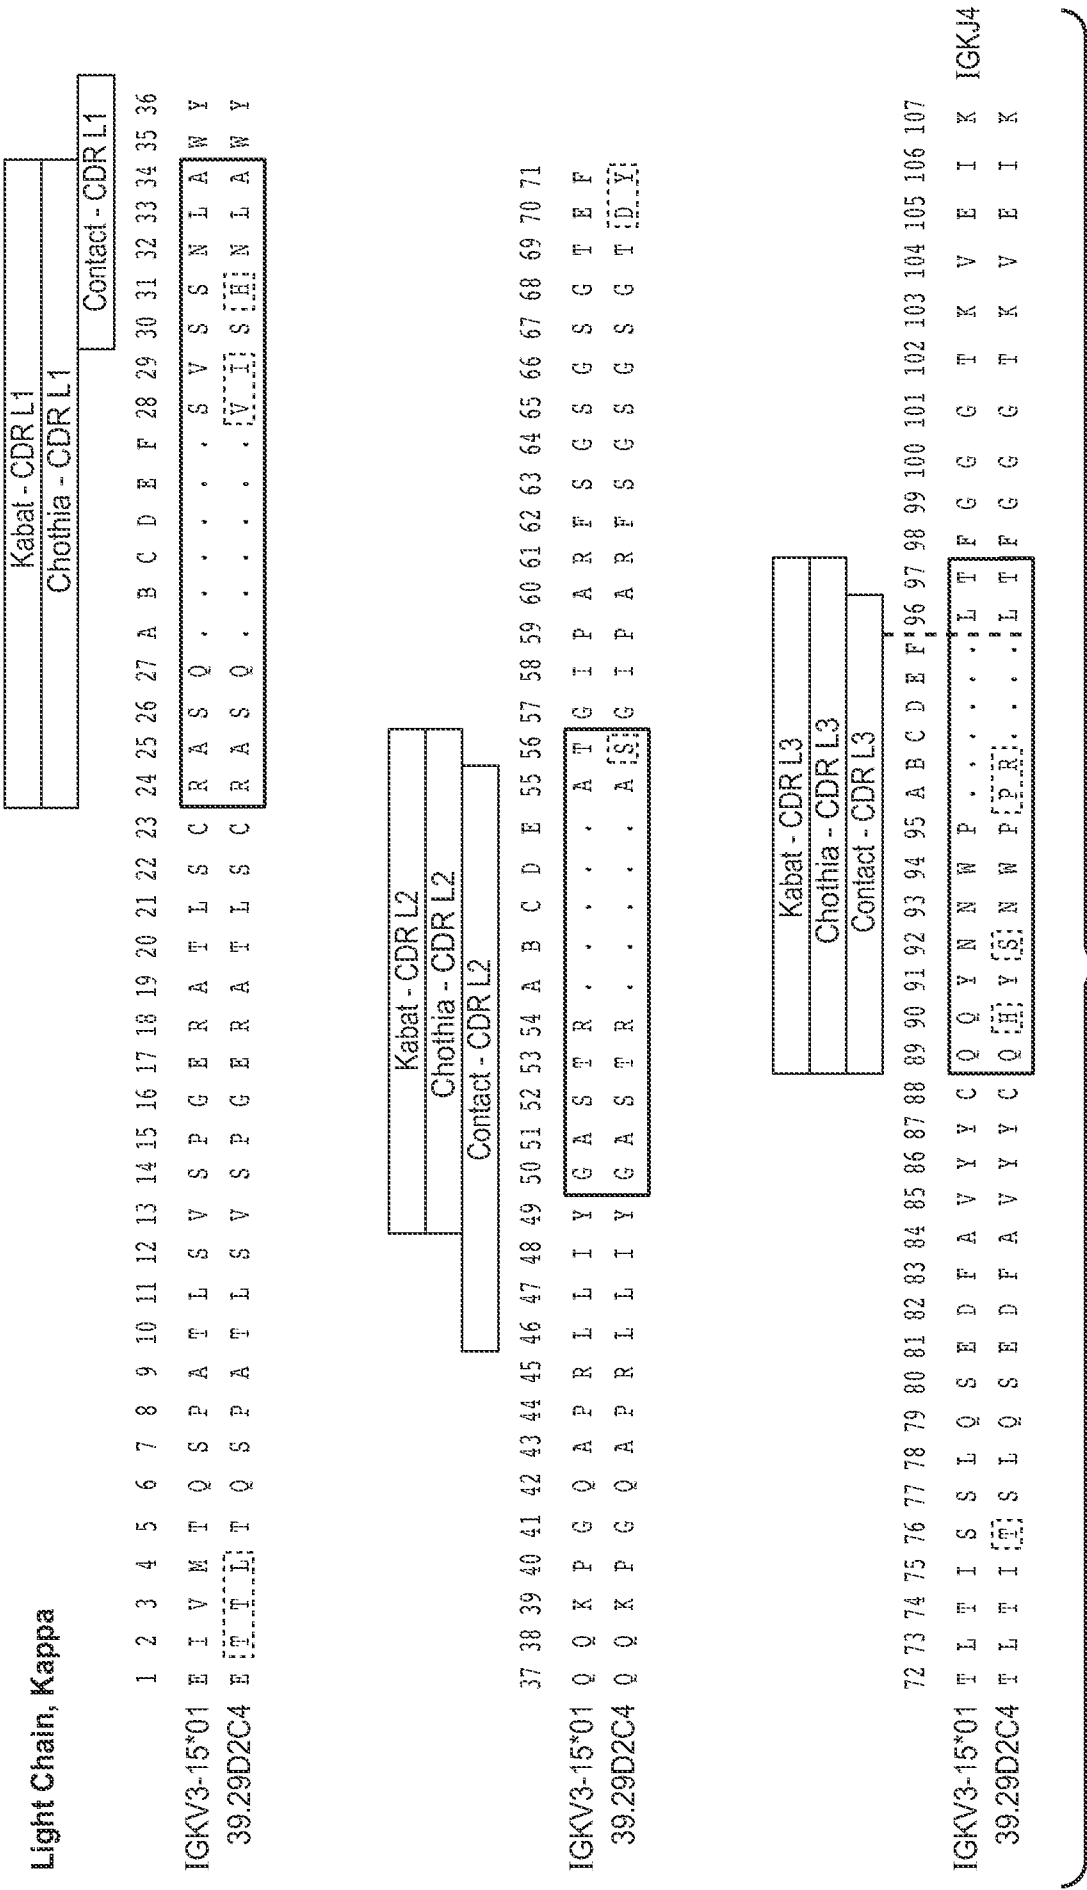 Light Chain, Kappa
Kabat - CDR L1
Chothia - CDR L1
Contact - CDR L1
1 2 3 4 5 6 7 8 9 10 11 12 13 14 15 16 17 18 19 20 21 22 23 24 25 26 27 A B C D E F 28 29 30 31 32 33 34 35 36
IGKV3-15*01 E I V M T Q S P A T L S V S P G E R A T L S C R A S Q . . . . . . S V S S N L A W Y
39.29D2C4 E T T L T Q S P A T L S V S P G E R A T L S C R A S Q . . . . . . V I S H N L A W Y
Kabat - CDR L2
Chothia - CDR L2
Contact - CDR L2
37 38 39 40 41 42 43 44 45 46 47 48 49 50 51 52 53 54 A B C D E 55 56 57 58 59 60 61 62 63 64 65 66 67 68 69 70 71
IGKV3-15*01 Q Q K P G Q A P R L L I Y G A S T R . . . . . A T G I P A R F S G S G S G T E F
39.29D2C4 Q Q K P G Q A P R L L I Y G A S T R . . . . . A S G I P A R F S G S G S G T D Y
Kabat - CDR L3
Chothia - CDR L3
Contact - CDR L3
72 73 74 75 76 77 78 79 80 81 82 83 84 85 86 87 88 89 90 91 92 93 94 95 A B C D E F 96 97 98 99 100 101 102 103 104 105 106 107
IGKV3-15*01 T L T I S S L Q S E D F A V Y Y C Q Q Y N N W P . . . . . . L T F G G G T K V E I K IGKJ4
39.29D2C4 T L T I T S L Q S E D F A V Y Y C Q H Y S N W P P R . . . . L T F G G G T K V E I K